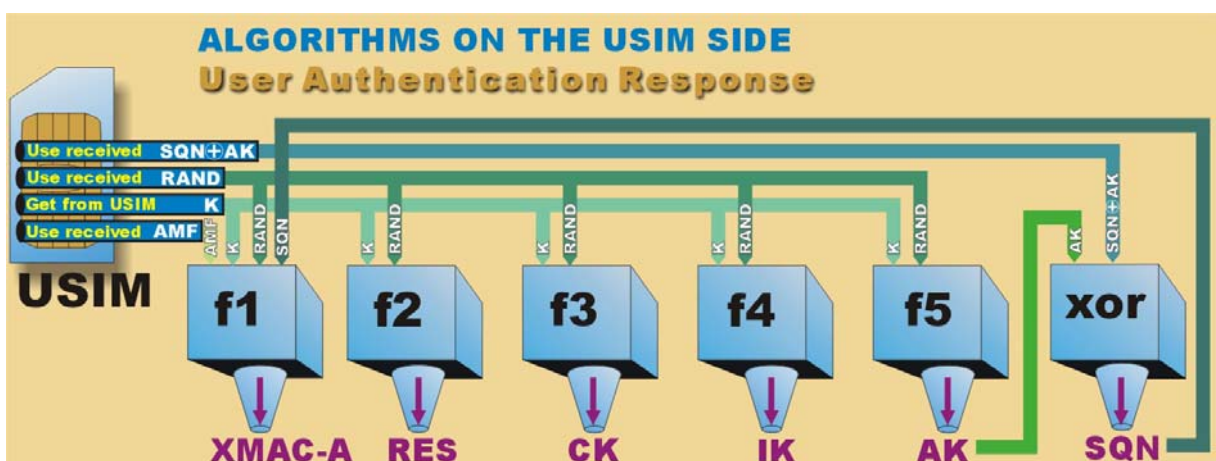 ALGORITHMS ON THE USIM SIDE
User Authentication Response
Use received SQN⊕AK
Use received RAND
Get from USIM K
Use received AMF
USIM
AMF K RAND SQN K RAND K RAND K RAND K RAND AK SQN+AK
f1 f2 f3 f4 f5 xor
XMAC-A RES CK IK AK SQN